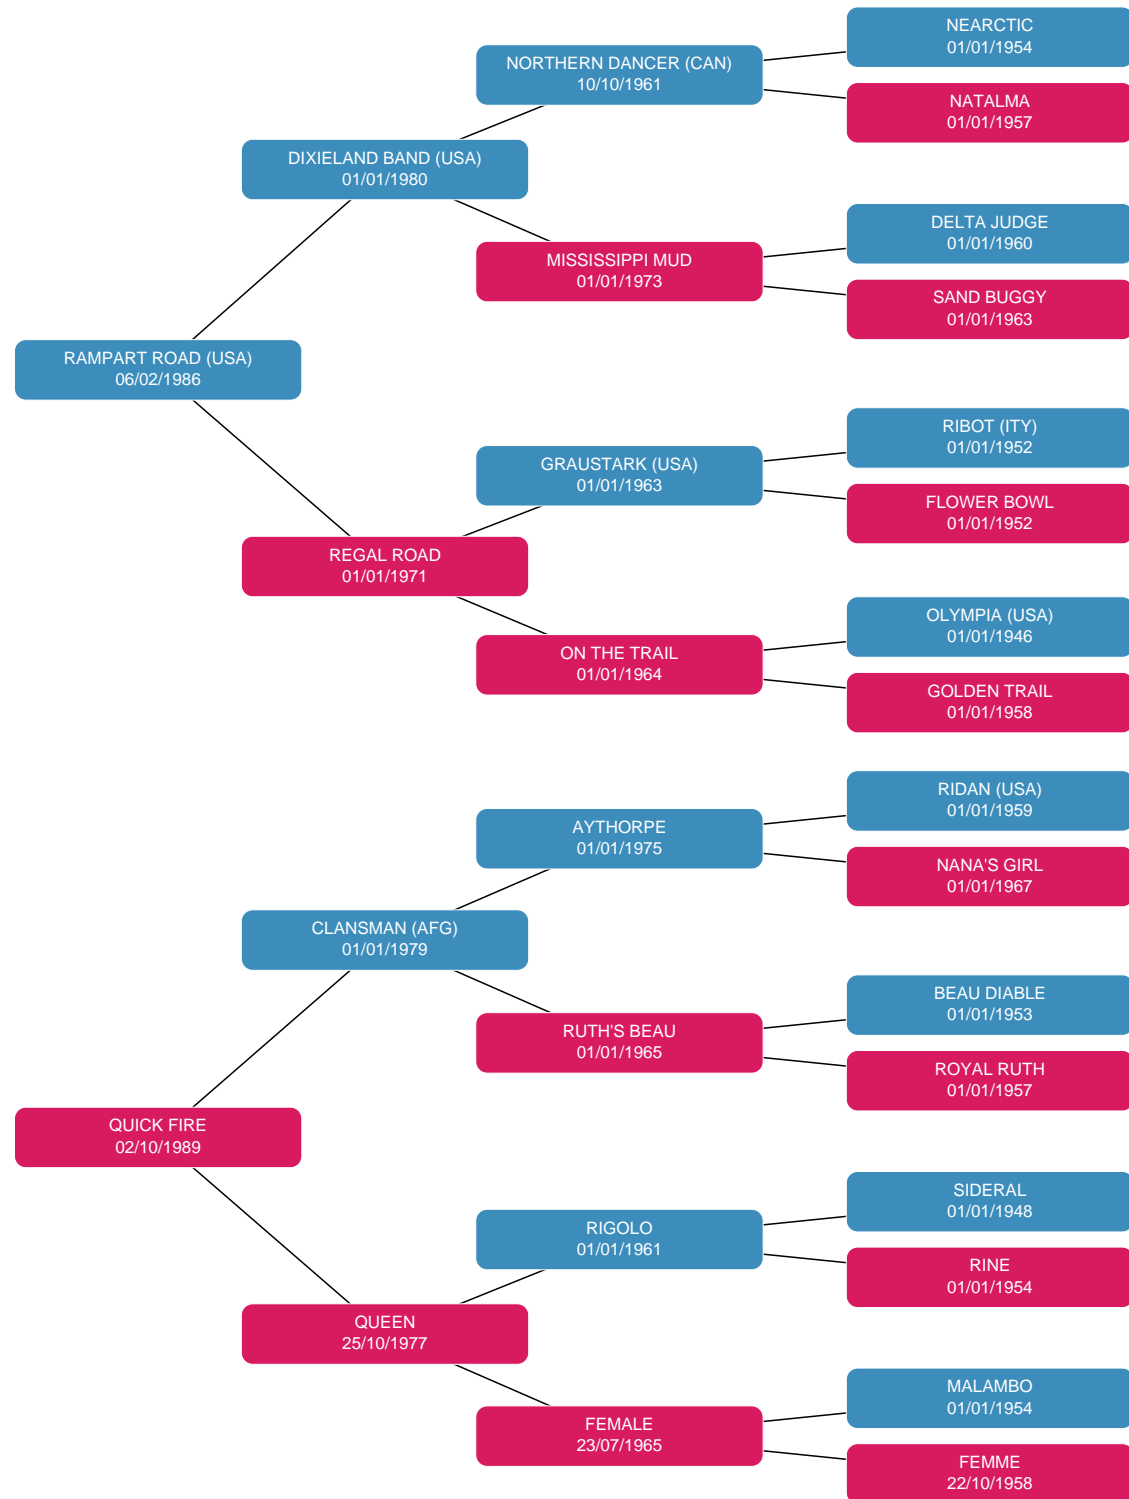 NEARCTIC
01/01/1954
NORTHERN DANCER (CAN)
10/10/1961
NATALMA
01/01/1957
DIXIELAND BAND (USA)
01/01/1980
DELTA JUDGE
01/01/1960
MISSISSIPPI MUD
01/01/1973
SAND BUGGY
01/01/1963
RAMPART ROAD (USA)
06/02/1986
RIBOT (ITY)
01/01/1952
GRAUSTARK (USA)
01/01/1963
FLOWER BOWL
01/01/1952
REGAL ROAD
01/01/1971
OLYMPIA (USA)
01/01/1946
ON THE TRAIL
01/01/1964
GOLDEN TRAIL
01/01/1958
RIDAN (USA)
01/01/1959
AYTHORPE
01/01/1975
NANA'S GIRL
01/01/1967
CLANSMAN (AFG)
01/01/1979
BEAU DIABLE
01/01/1953
RUTH'S BEAU
01/01/1965
ROYAL RUTH
01/01/1957
QUICK FIRE
02/10/1989
SIDERAL
01/01/1948
RIGOLO
01/01/1961
RINE
01/01/1954
QUEEN
25/10/1977
MALAMBO
01/01/1954
FEMALE
23/07/1965
FEMME
22/10/1958